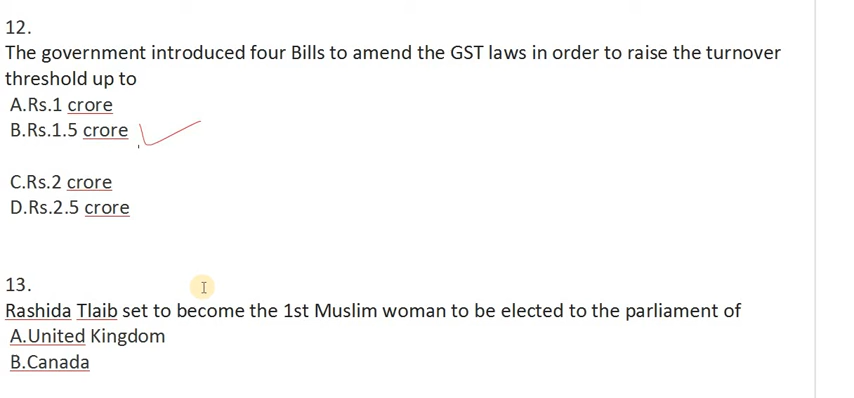 12.
The government introduced four Bills to amend the GST laws in order to raise the turnover
threshold up to
A.Rs.1 crore
B.Rs.1.5 crore
C.Rs.2 crore
D.Rs.2.5 crore
13.
Rashida Tlaib set to become the 1st Muslim woman to be elected to the parliament of
A.United Kingdom
B.Canada